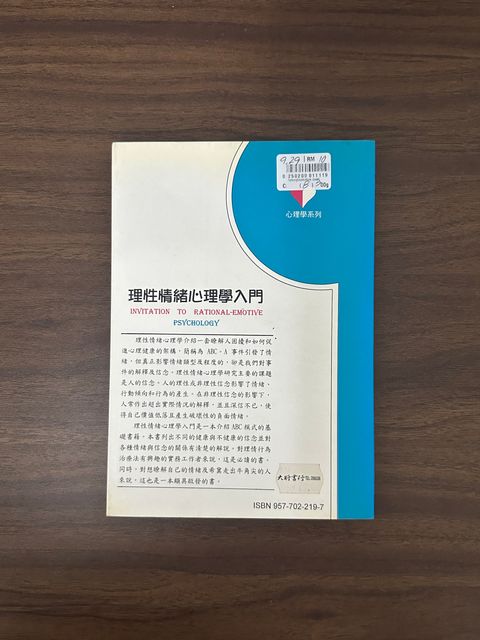 9.29 RM 10
0 250200 011119
心理學系列
理性情緒心理學入門
INVITATION TO RATIONAL-EMOTIVE
PSYCHOLOGY
理性情緒心理學介紹一套瞭解人困擾和如何促
進心理健康的架構，簡稱為 ABC。A 事件引發了情
緒，但真正影響情緒類型及程度的，卻是我們對事
件的解釋及信念。理性情緒心理學研究主要的課題
是人的信念，人的理性或非理性信念影響了情緒、
行動傾向和行為的產生。在非理性信念的影響下，
人常作出超出實際情況的解釋，並且深信不已，使
得自己價值低落且產生破壞性的負面情緒。
理性情緒心理學入門是一本介紹 ABC 模式的基
礎書籍，本書列出不同的健康與不健康的信念並對
各種情緒與信念的關係有清楚的解說。對理情行為
治療法有興趣的實務工作者來說，這是必讀的書。
同時，對想瞭解自己的情緒及希冀走出牛角尖的人
來說，這也是一本頗具啟發的書。
大將書行
ISBN 957-702-219-7